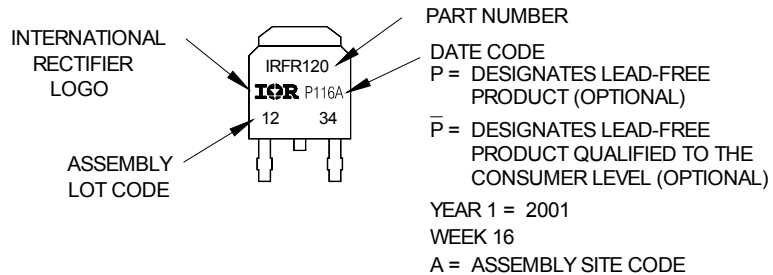 INTERNATIONAL
RECTIFIER
LOGO
ASSEMBLY
LOT CODE
IRFR120
IOR P116A
12 34
PART NUMBER
DATE CODE
P = DESIGNATES LEAD-FREE
PRODUCT (OPTIONAL)
P̅ = DESIGNATES LEAD-FREE
PRODUCT QUALIFIED TO THE
CONSUMER LEVEL (OPTIONAL)
YEAR 1 = 2001
WEEK 16
A = ASSEMBLY SITE CODE